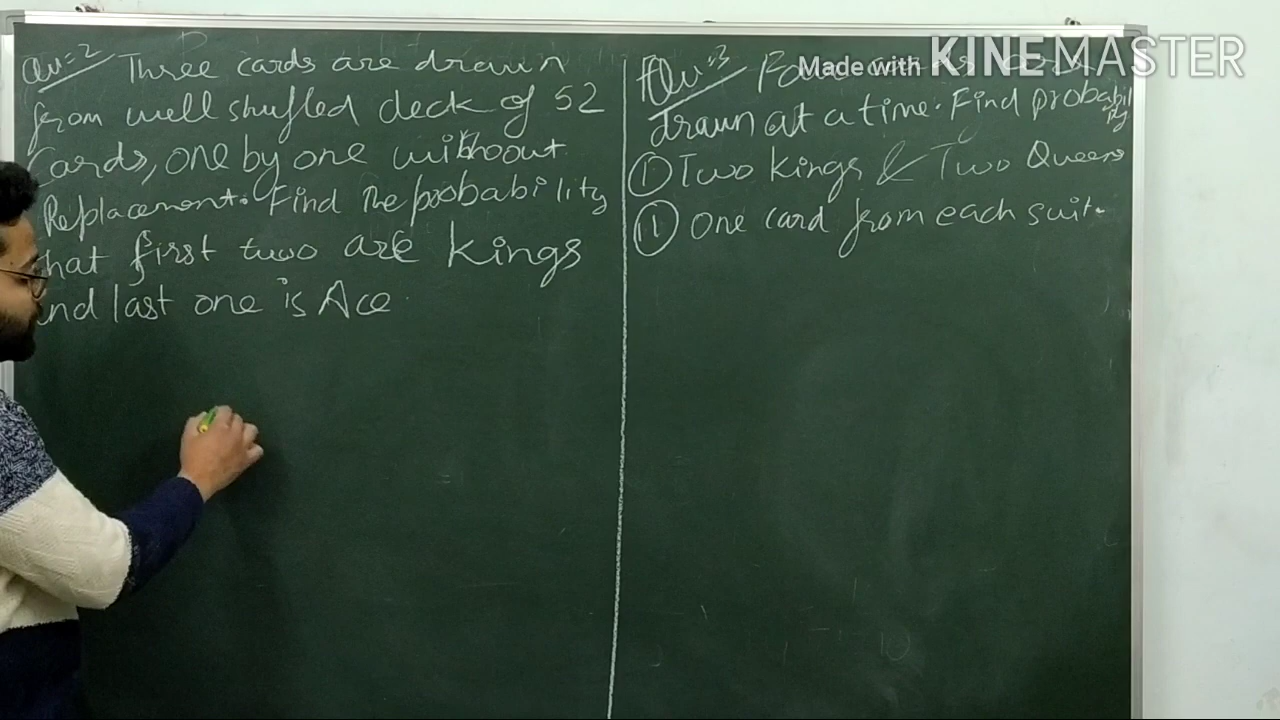 Qu=2 Three cards are drawn
from well shufled deck of 52
Cards, one by one without
Replacement. Find the probability
hat first two are kings
and last one is Ace.
Qu=3
Made with KINEMASTER
drawn at a time. Find probability
(I) Two kings & Two Queens
(II) One card from each suit.